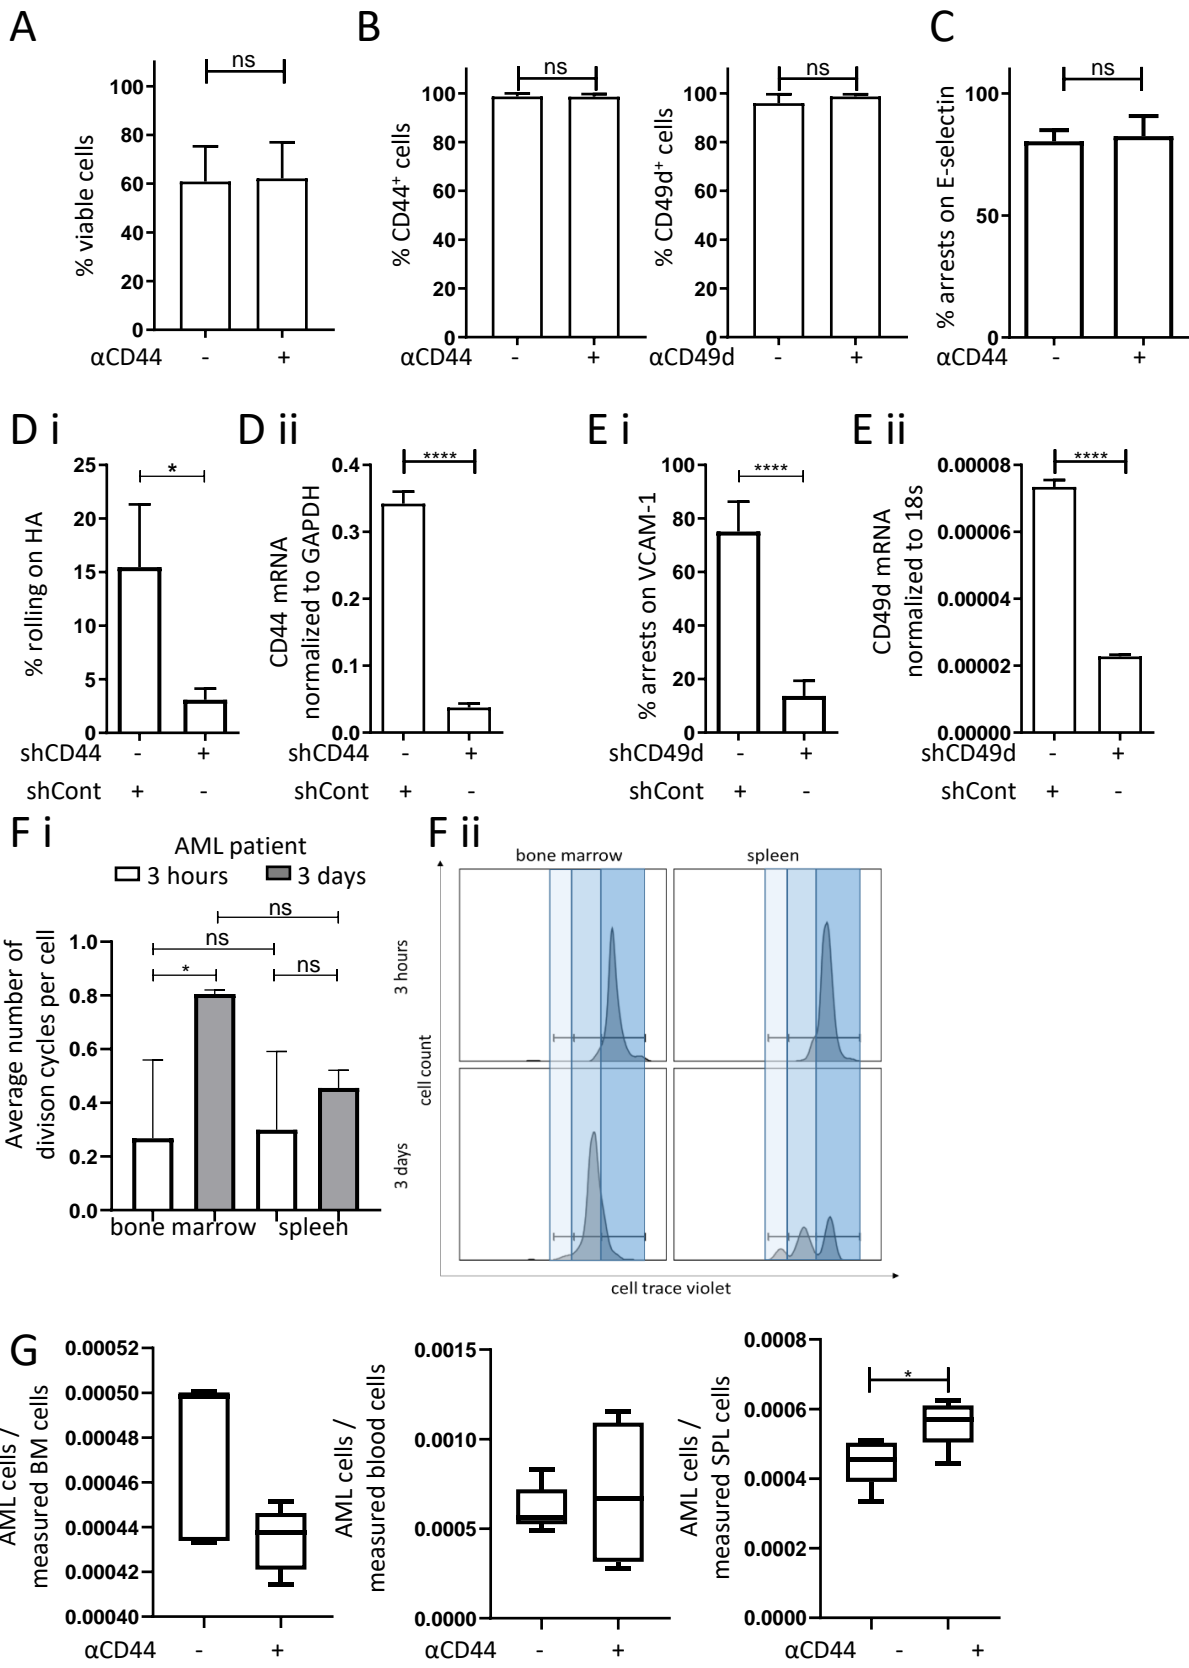 A
B
C
ns
ns
ns
ns
% viable cells
100
80
60
40
20
0
αCD44 - +
% CD44+ cells
100
80
60
40
20
0
αCD44 - +
% CD49d+ cells
100
80
60
40
20
0
αCD49d - +
% arrests on E-selectin
100
50
0
αCD44 - +
D i
D ii
E i
E ii
% rolling on HA
25
20
15
10
5
0
*
shCD44 - +
shCont + -
CD44 mRNA
normalized to GAPDH
0.4
0.3
0.2
0.1
0.0
****
shCD44 - +
+ -
% arrests on VCAM-1
100
80
60
40
20
0
****
shCD49d - +
shCont + -
CD49d mRNA
normalized to 18s
0.00008
0.00006
0.00004
0.00002
0.00000
****
shCD49d - +
shCont + -
F i
AML patient
3 hours 3 days
Average number of
divison cycles per cell
1.0
0.8
0.6
0.4
0.2
0.0
ns
ns
* ns
bone marrow spleen
F ii
bone marrow spleen
3 hours
3 days
cell count
cell trace violet
G
AML cells /
measured BM cells
0.00052
0.00050
0.00048
0.00046
0.00044
0.00042
0.00040
αCD44 - +
AML cells /
measured blood cells
0.0015
0.0010
0.0005
0.0000
αCD44 - +
AML cells /
measured SPL cells
0.0008
0.0006
0.0004
0.0002
0.0000
*
αCD44 - +